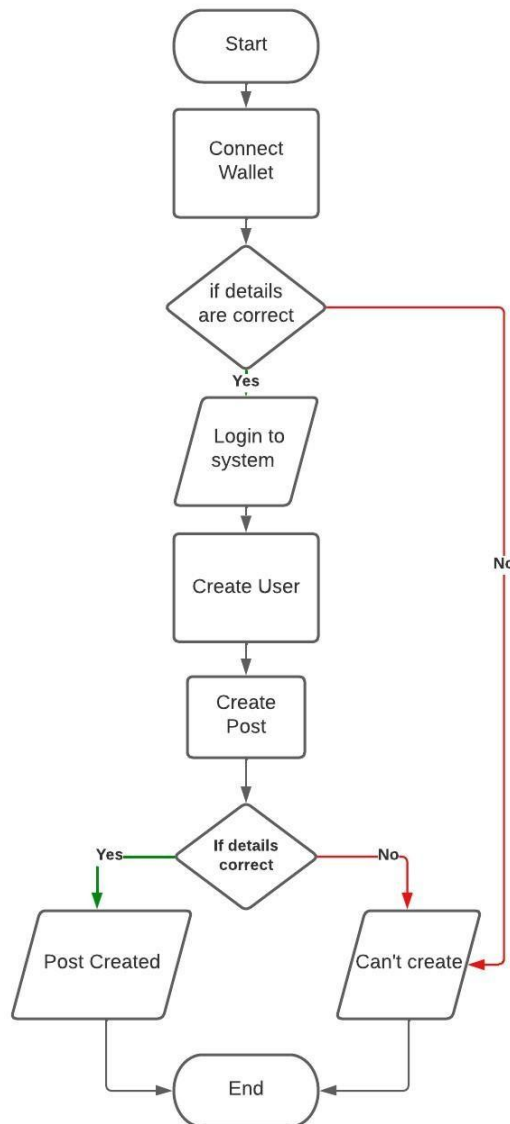 Start
Connect
Wallet
if details
are correct
Yes
Login to
system
Create User
No
Create
Post
If details
correct
Yes
No
Post Created
Can't create
End